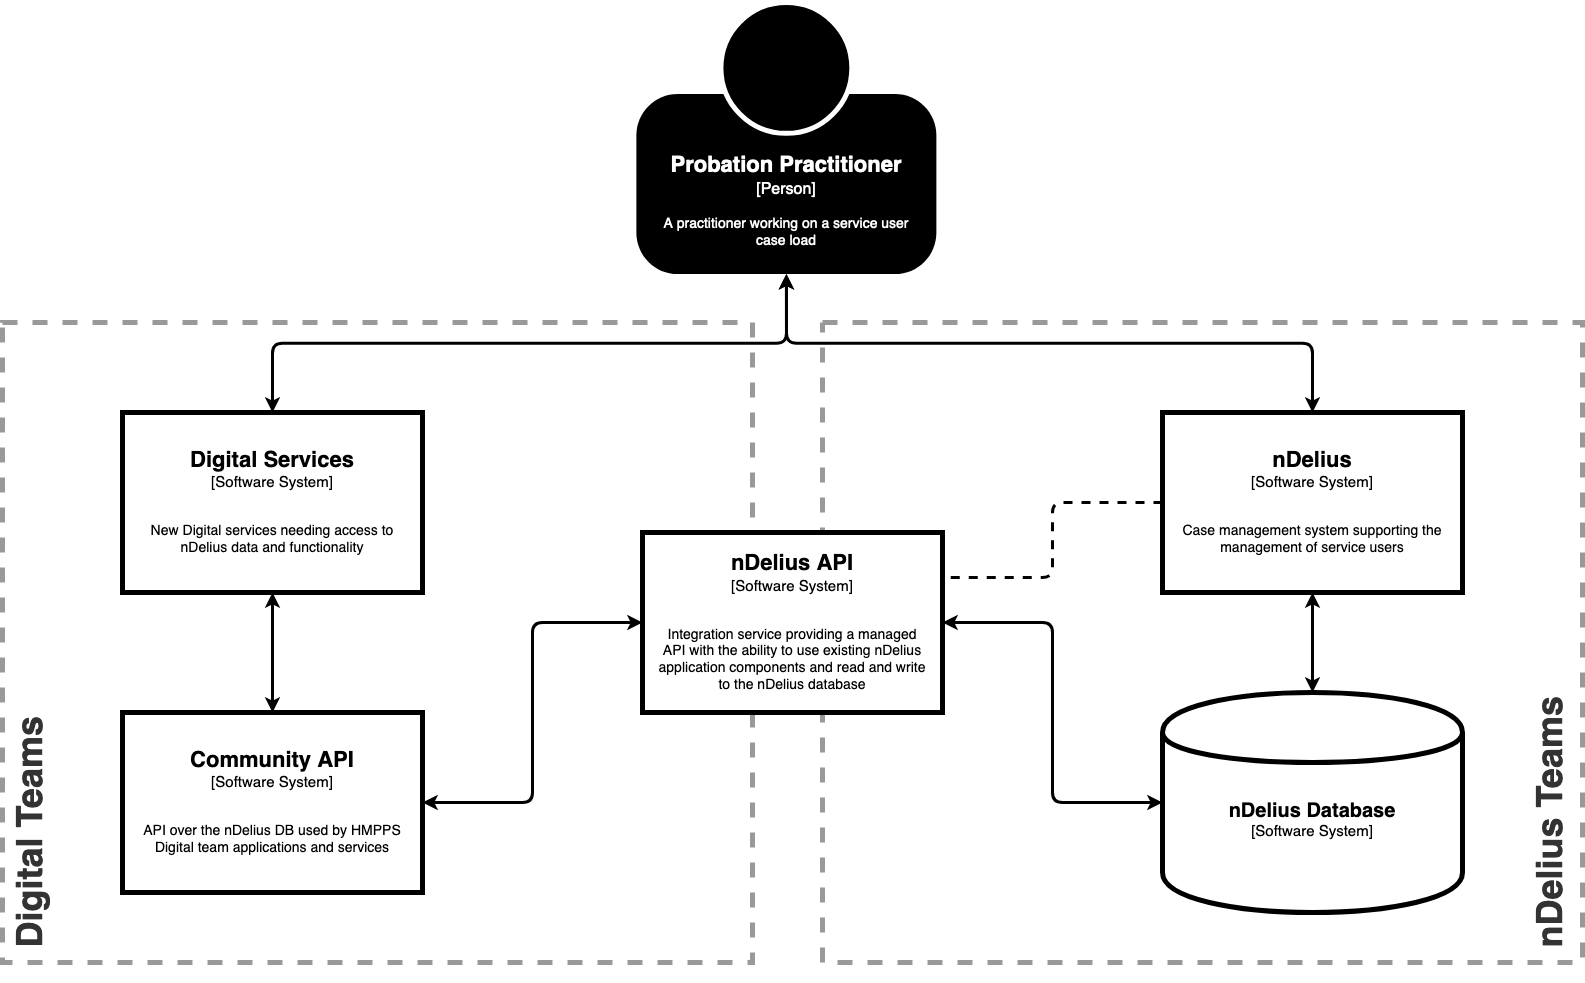 Probation Practitioner
[Person]
A practitioner working on a service user
case load
Digital Services
[Software System]
New Digital services needing access to
nDelius data and functionality
nDelius
[Software System]
Case management system supporting the
management of service users
nDelius API
[Software System]
Integration service providing a managed
API with the ability to use existing nDelius
application components and read and write
to the nDelius database
Community API
[Software System]
API over the nDelius DB used by HMPPS
Digital team applications and services
nDelius Database
[Software System]
Digital Teams
nDelius Teams